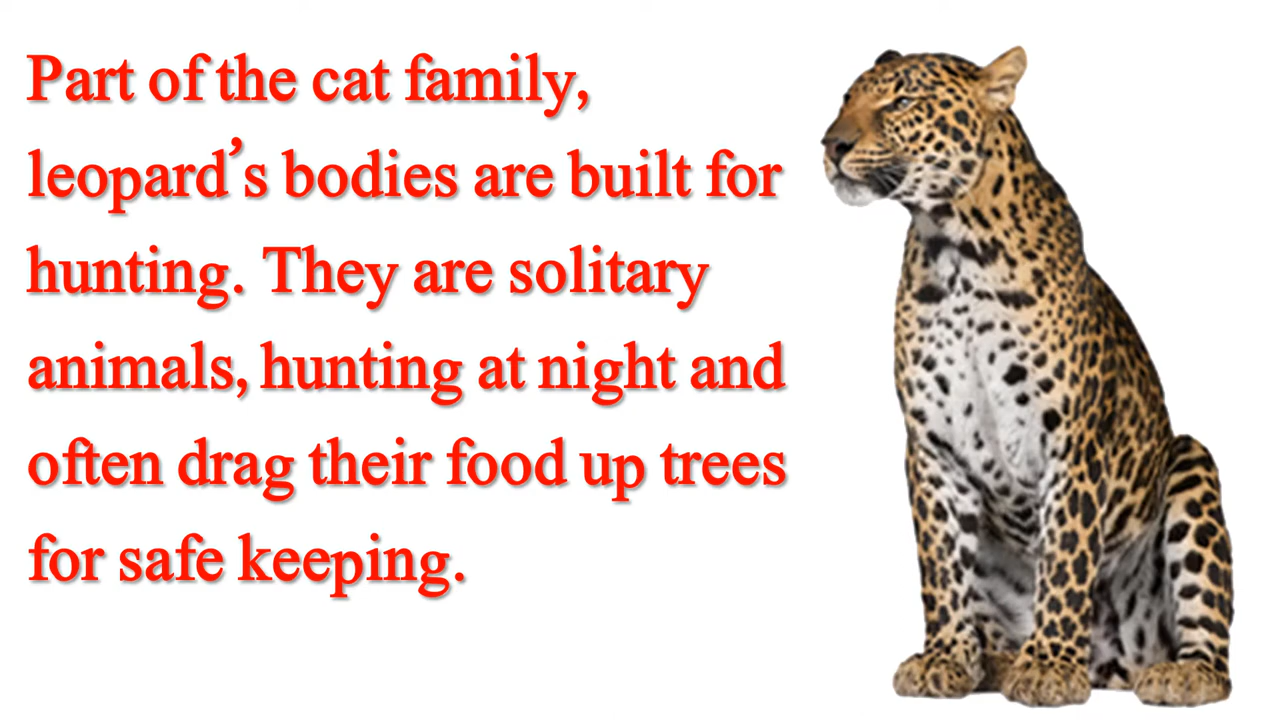 Part of the cat family,
leopard’s bodies are built for
hunting. They are solitary
animals, hunting at night and
often drag their food up trees
for safe keeping.